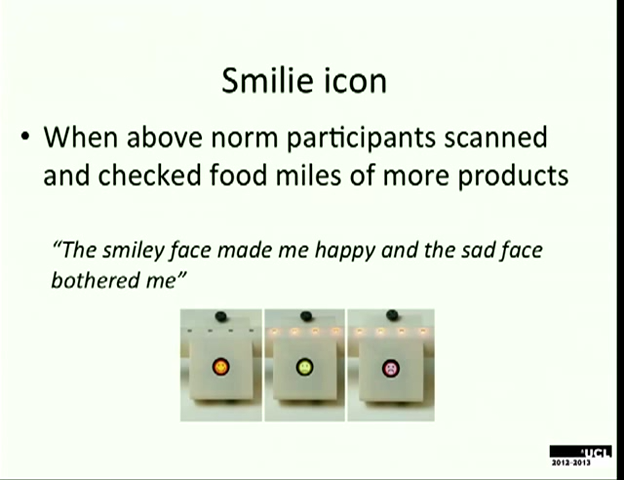 Smilie icon
• When above norm participants scanned
and checked food miles of more products
“The smiley face made me happy and the sad face
bothered me”
UCL
2012-2013